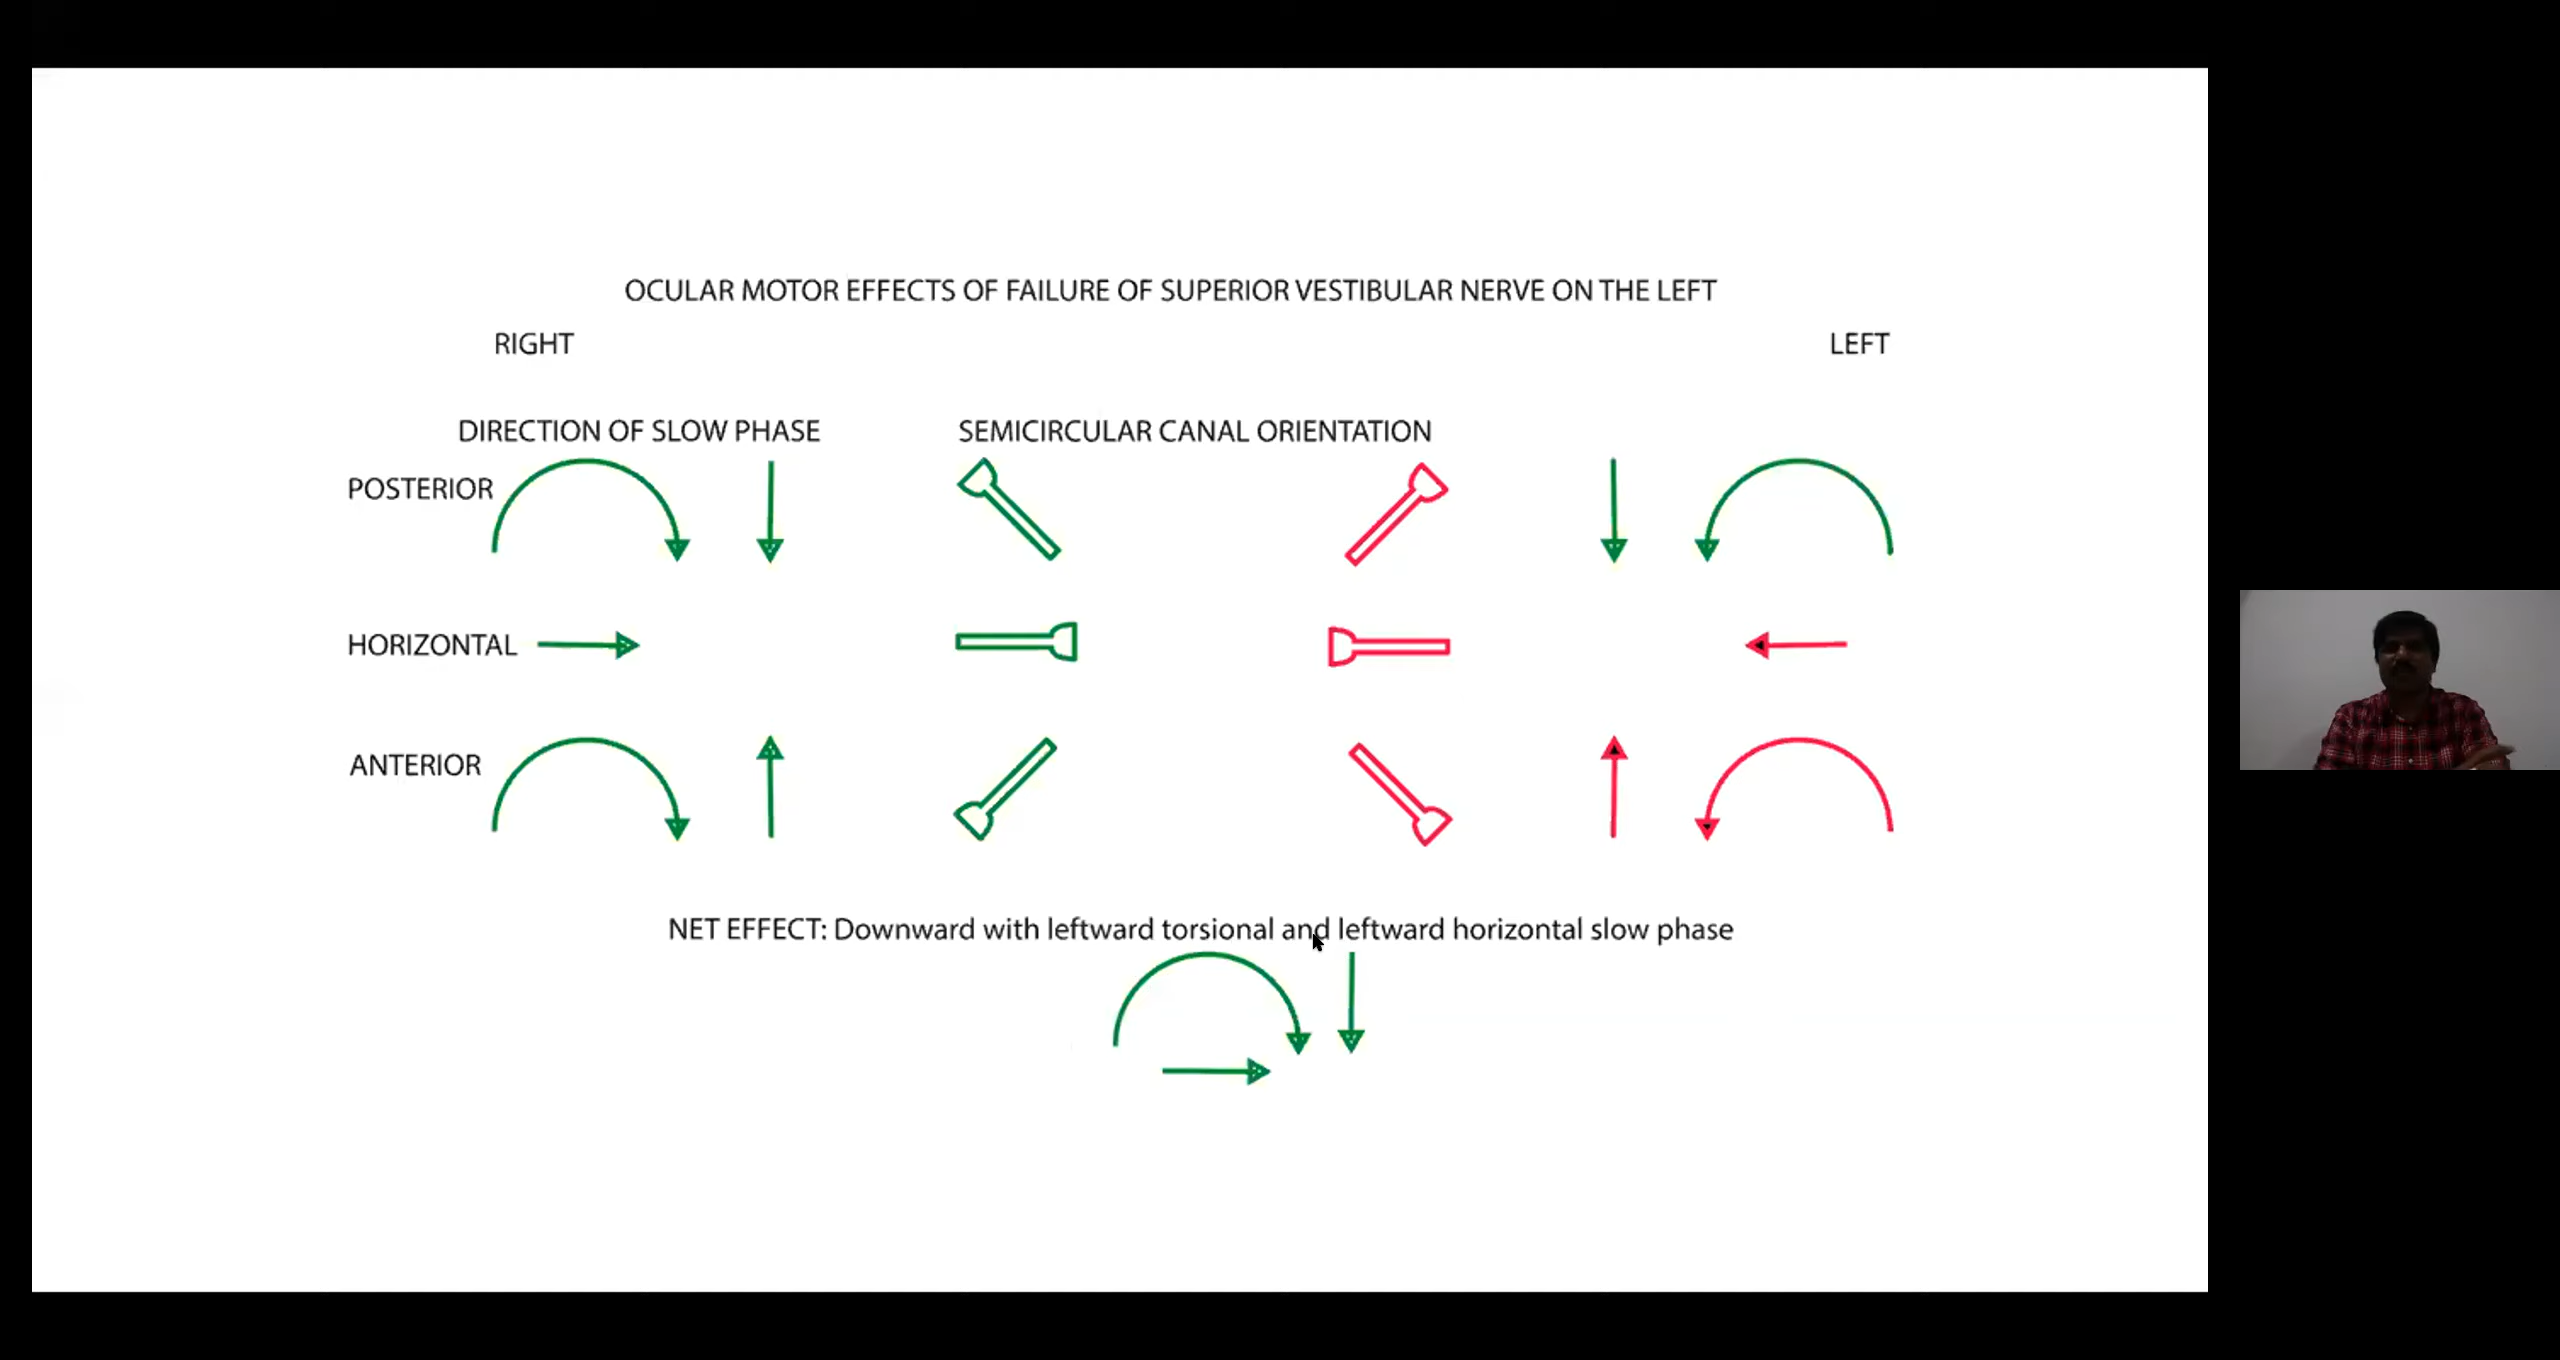 OCULAR MOTOR EFFECTS OF FAILURE OF SUPERIOR VESTIBULAR NERVE ON THE LEFT
RIGHT
LEFT
DIRECTION OF SLOW PHASE
SEMICIRCULAR CANAL ORIENTATION
POSTERIOR
HORIZONTAL
ANTERIOR
NET EFFECT: Downward with leftward torsional and leftward horizontal slow phase